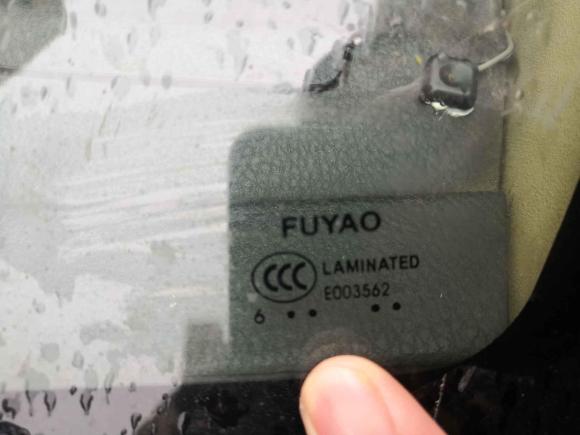 FUYAO
CCC LAMINATED
E003562
6 •• ••